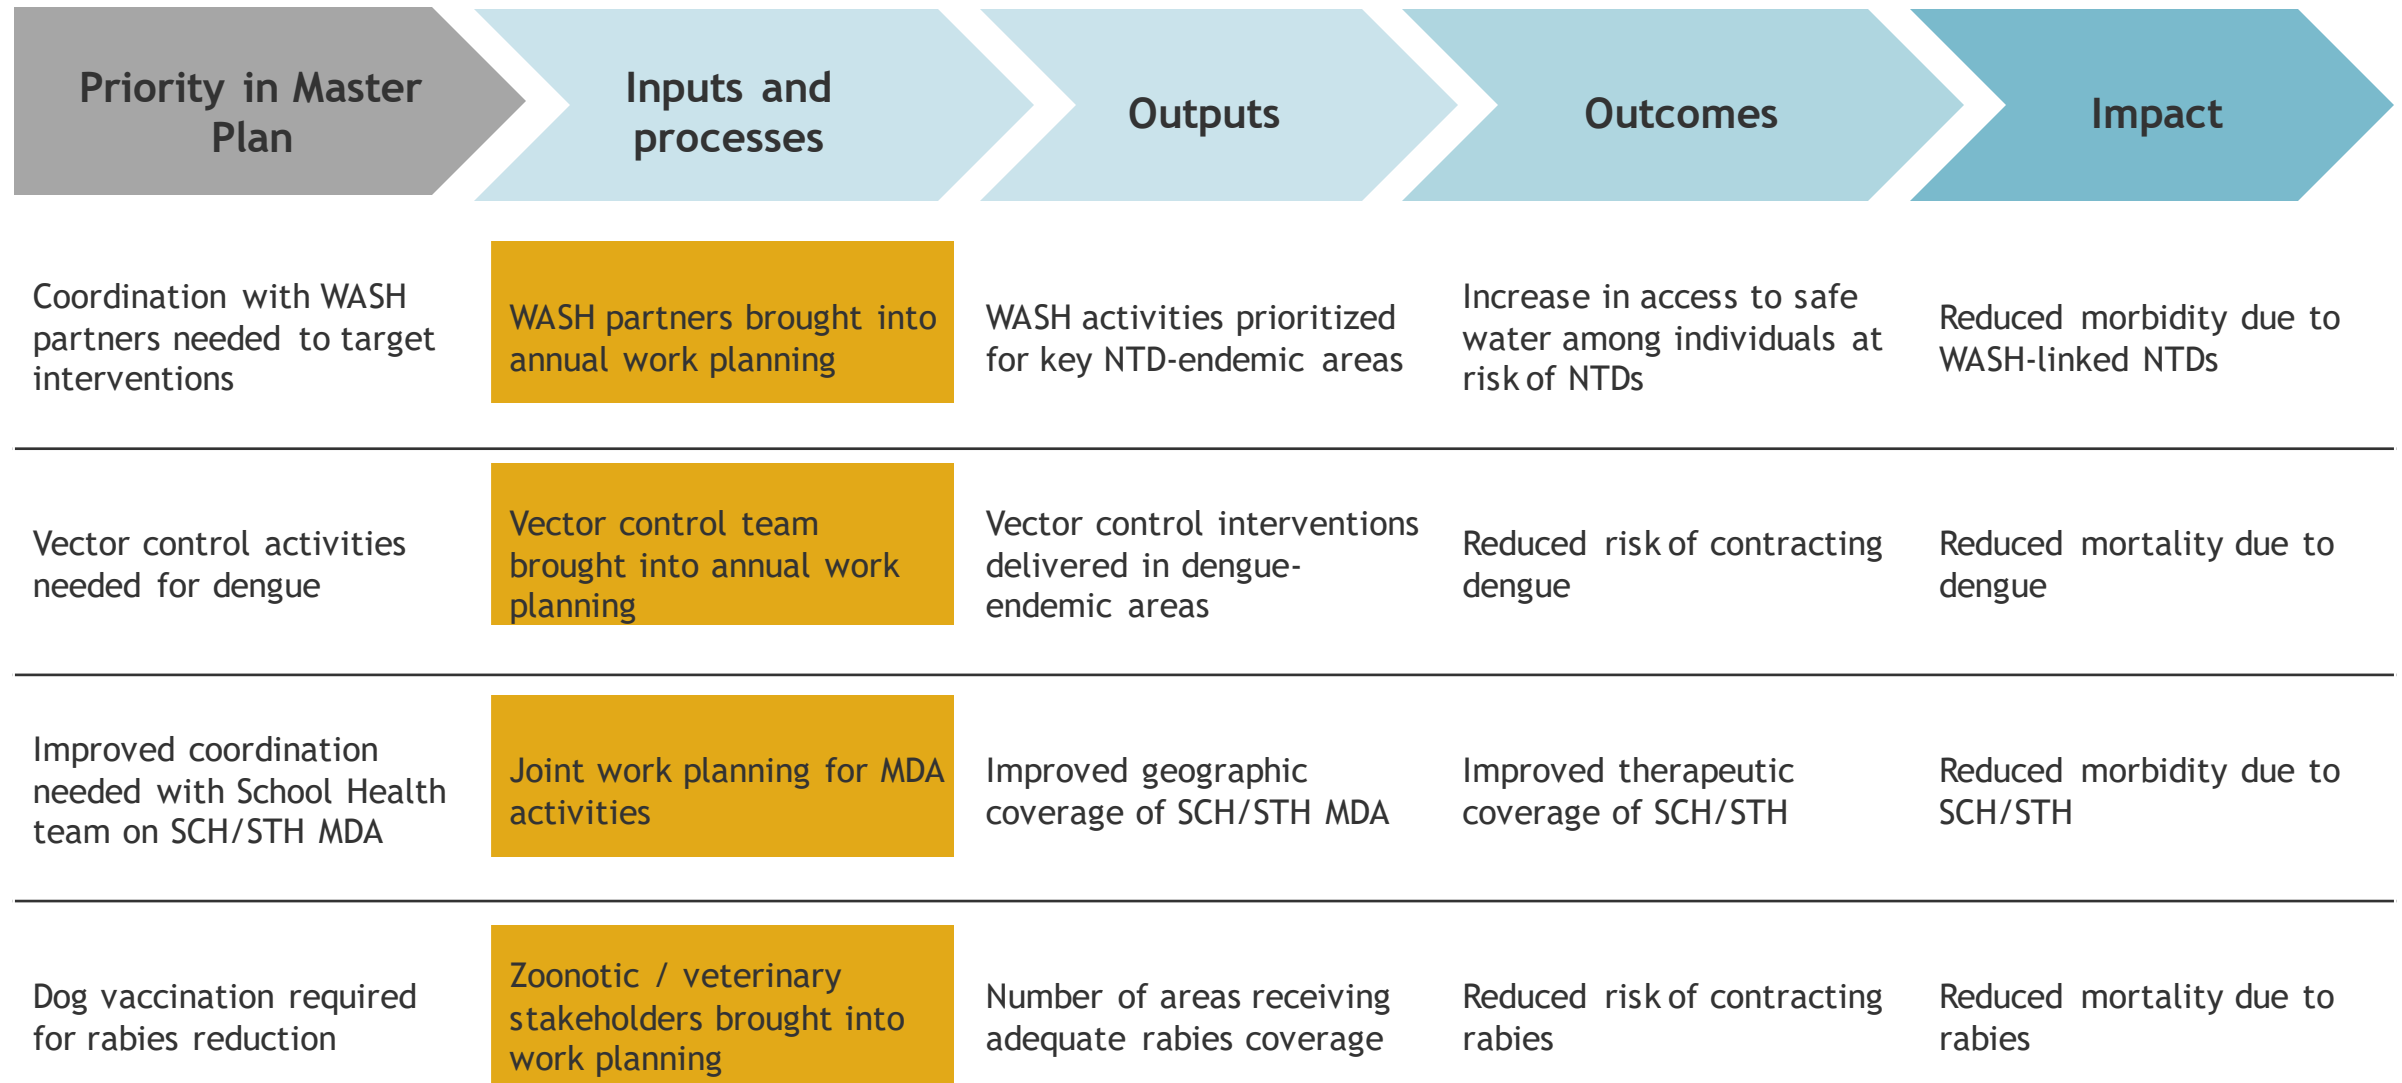 Priority in Master
Plan
Inputs and
processes
Outputs
Outcomes
Impact
Coordination with WASH
partners needed to target
interventions
WASH partners brought into
annual work planning
WASH activities prioritized
for key NTD-endemic areas
Increase in access to safe
water among individuals at
risk of NTDs
Reduced morbidity due to
WASH-linked NTDs
Vector control activities
needed for dengue
Vector control team
brought into annual work
planning
Vector control interventions
delivered in dengue-
endemic areas
Reduced risk of contracting
dengue
Reduced mortality due to
dengue
Improved coordination
needed with School Health
team on SCH/STH MDA
Joint work planning for MDA
activities
Improved geographic
coverage of SCH/STH MDA
Improved therapeutic
coverage of SCH/STH
Reduced morbidity due to
SCH/STH
Dog vaccination required
for rabies reduction
Zoonotic / veterinary
stakeholders brought into
work planning
Number of areas receiving
adequate rabies coverage
Reduced risk of contracting
rabies
Reduced mortality due to
rabies